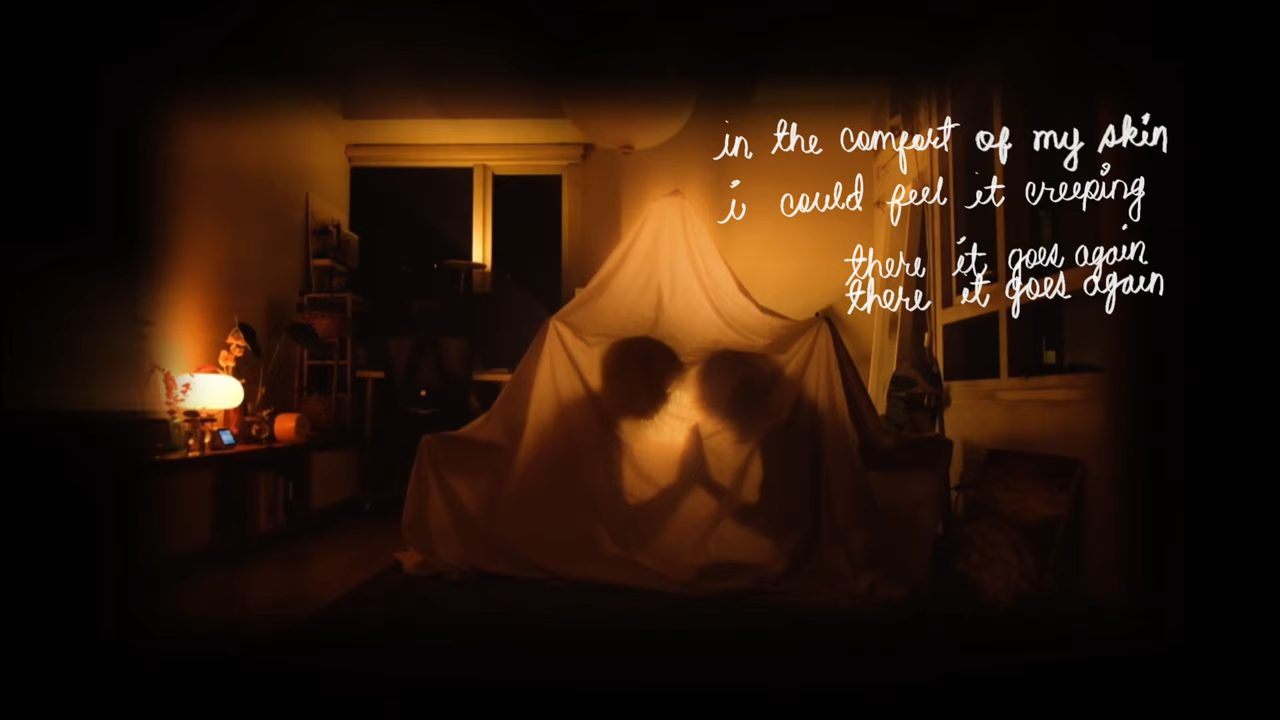 in the comfort of my skin
i could feel it creeping
there it goes again
there it goes again